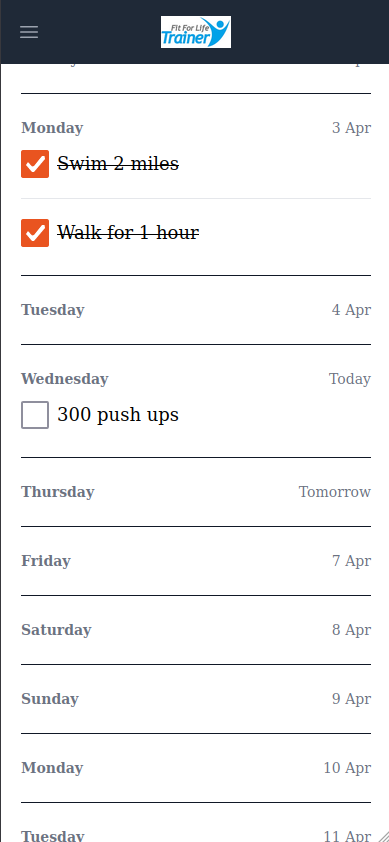 Fit For Life
Trainer
Monday 3 Apr
Swim 2 miles
Walk for 1 hour
Tuesday 4 Apr
Wednesday Today
300 push ups
Thursday Tomorrow
Friday 7 Apr
Saturday 8 Apr
Sunday 9 Apr
Monday 10 Apr
Tuesday 11 Apr